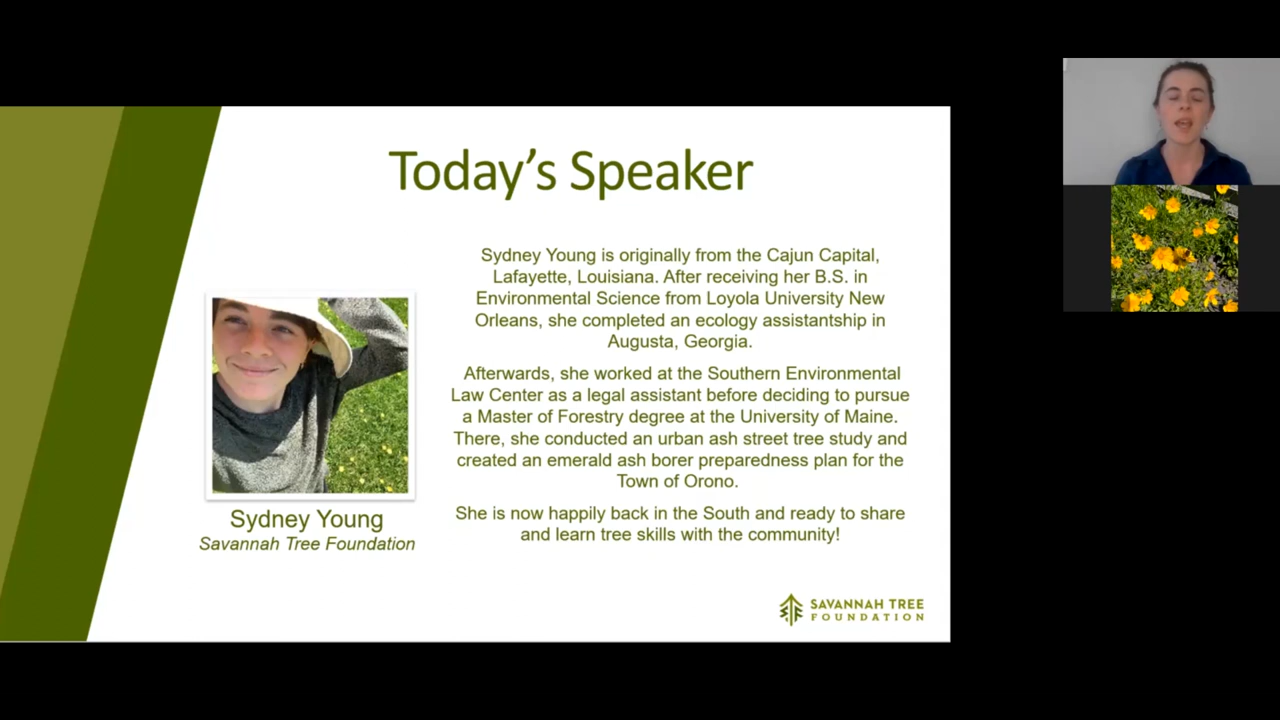 Today's Speaker
Sydney Young is originally from the Cajun Capital,
Lafayette, Louisiana. After receiving her B.S. in
Environmental Science from Loyola University New
Orleans, she completed an ecology assistantship in
Augusta, Georgia.
Afterwards, she worked at the Southern Environmental
Law Center as a legal assistant before deciding to pursue
a Master of Forestry degree at the University of Maine.
There, she conducted an urban ash street tree study and
created an emerald ash borer preparedness plan for the
Town of Orono.
She is now happily back in the South and ready to share
and learn tree skills with the community!
Sydney Young
Savannah Tree Foundation
SAVANNAH TREE
FOUNDATION